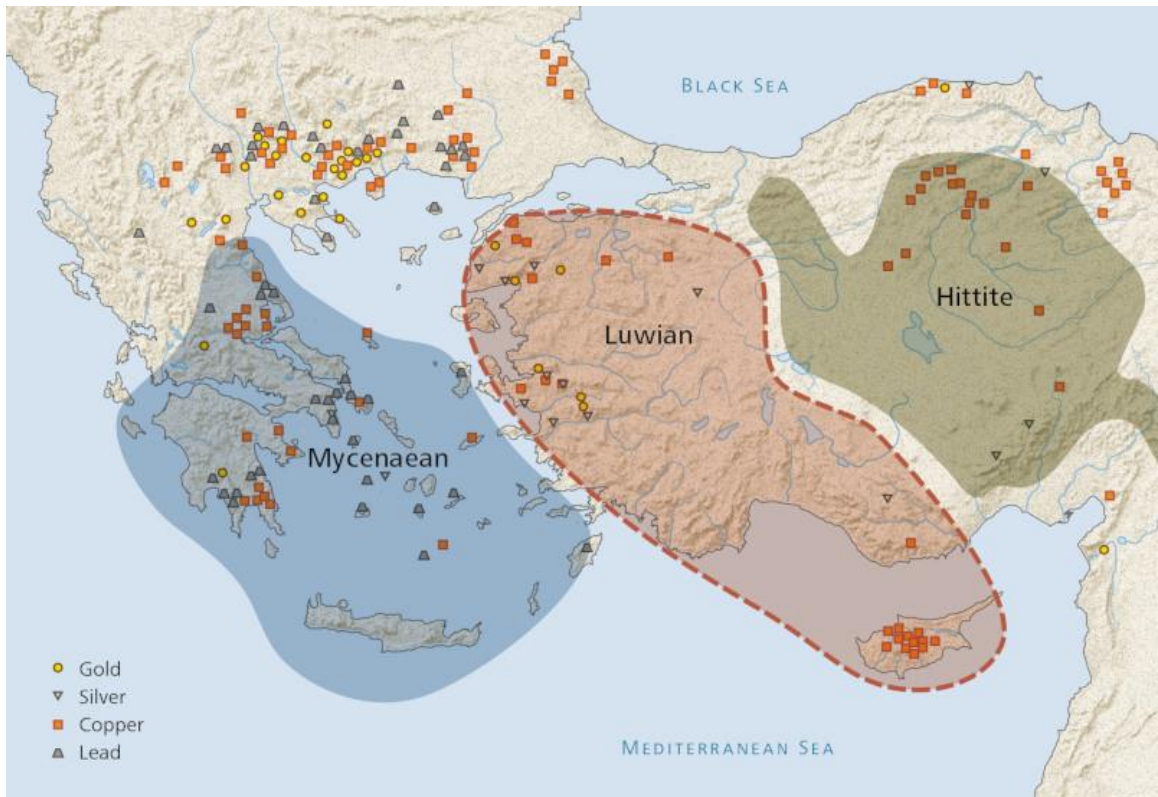 BLACK SEA
Hittite
Luwian
Mycenaean
Gold
Silver
Copper
Lead
MEDITERRANEAN SEA